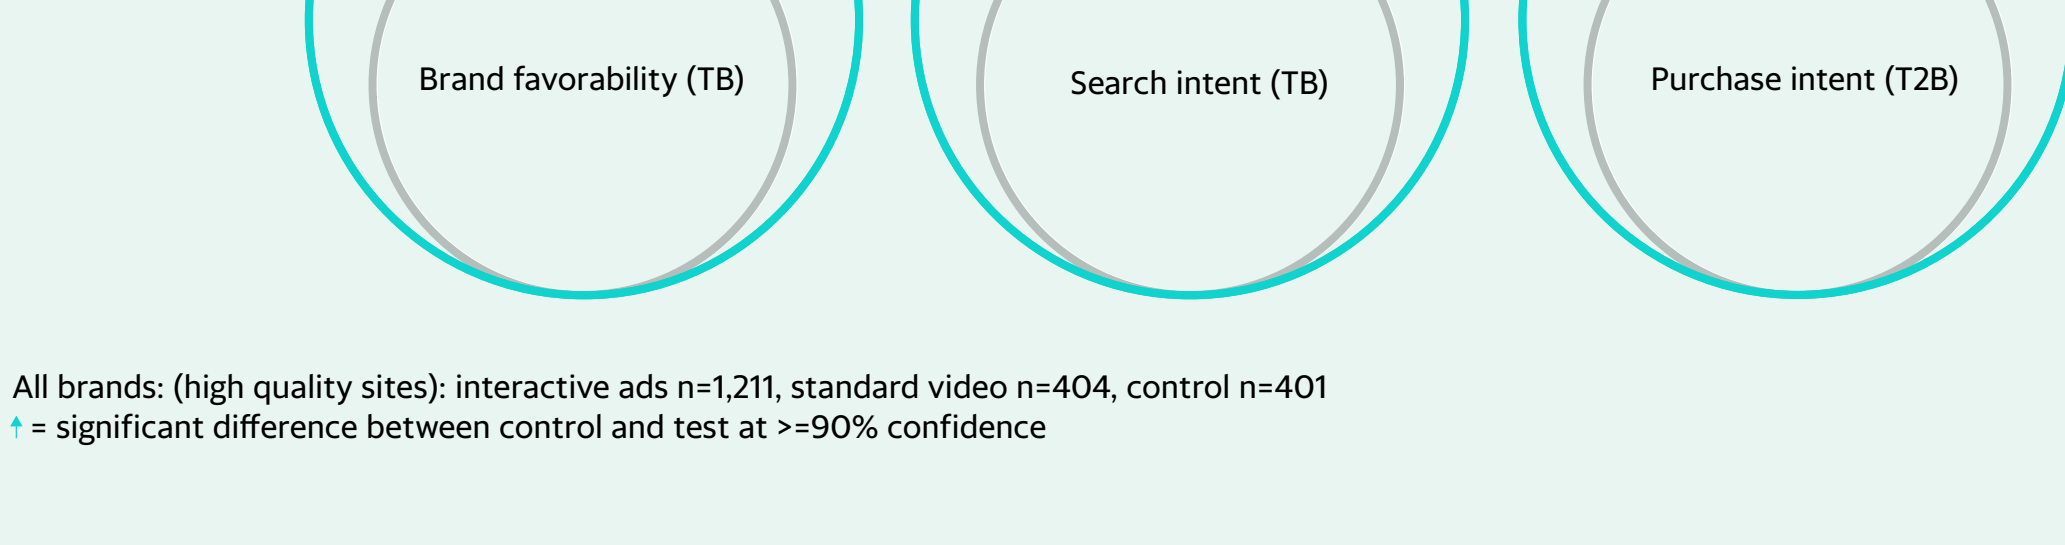 Brand favorability (TB)
Search intent (TB)
Purchase intent (T2B)
All brands: (high quality sites): interactive ads n=1,211, standard video n=404, control n=401
↑ = significant difference between control and test at >=90% confidence